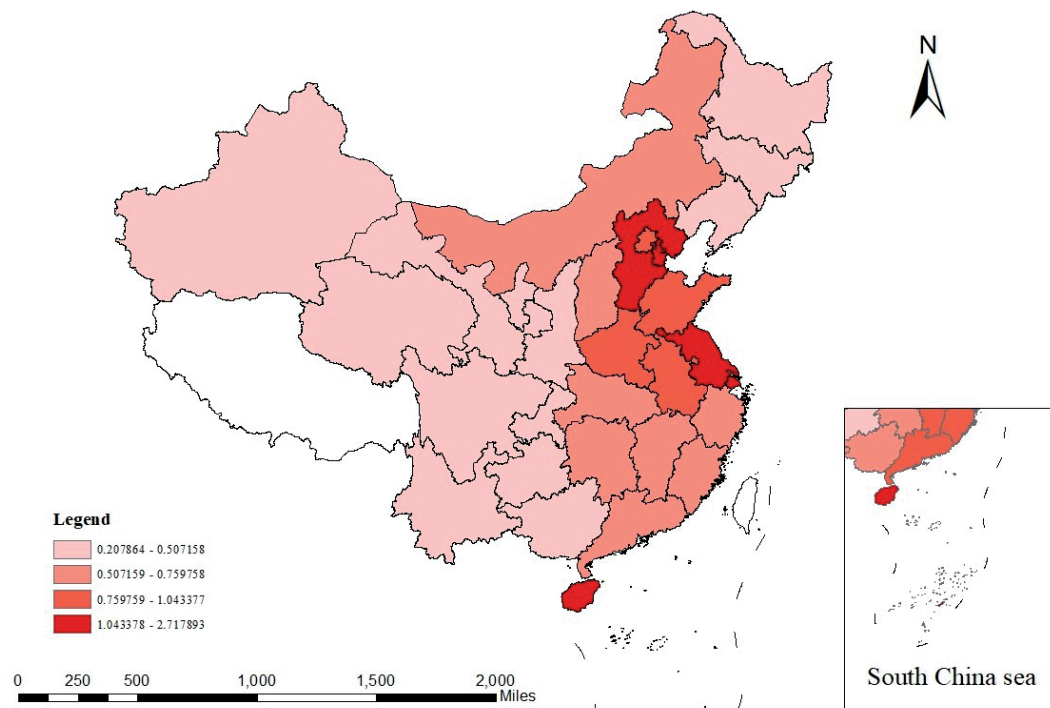 N
Legend
0.207864 - 0.507158
0.507159 - 0.759758
0.759759 - 1.043377
1.043378 - 2.717893
0 250 500 1,000 1,500 2,000
Miles
South China sea